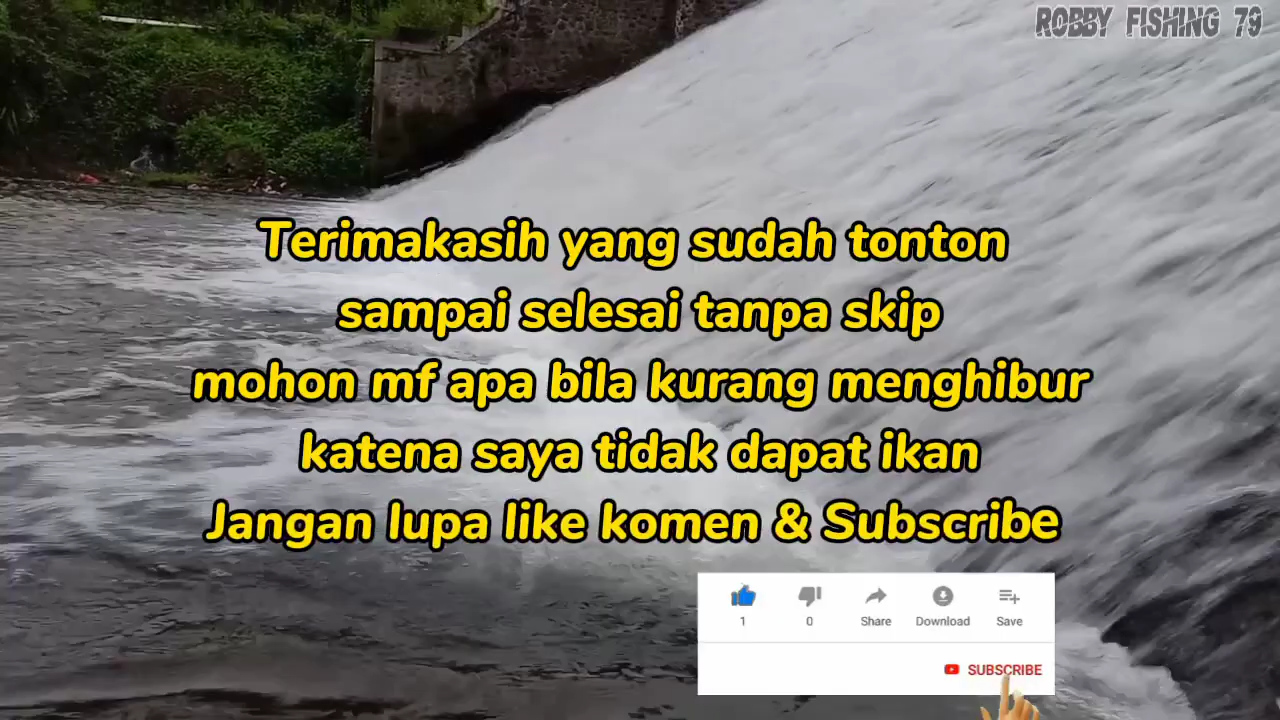 ROBBY FISHING 79
Terimakasih yang sudah tonton
sampai selesai tanpa skip
mohon mf apa bila kurang menghibur
katena saya tidak dapat ikan
Jangan lupa like komen & Subscribe
1 0 Share Download Save
SUBSCRIBE